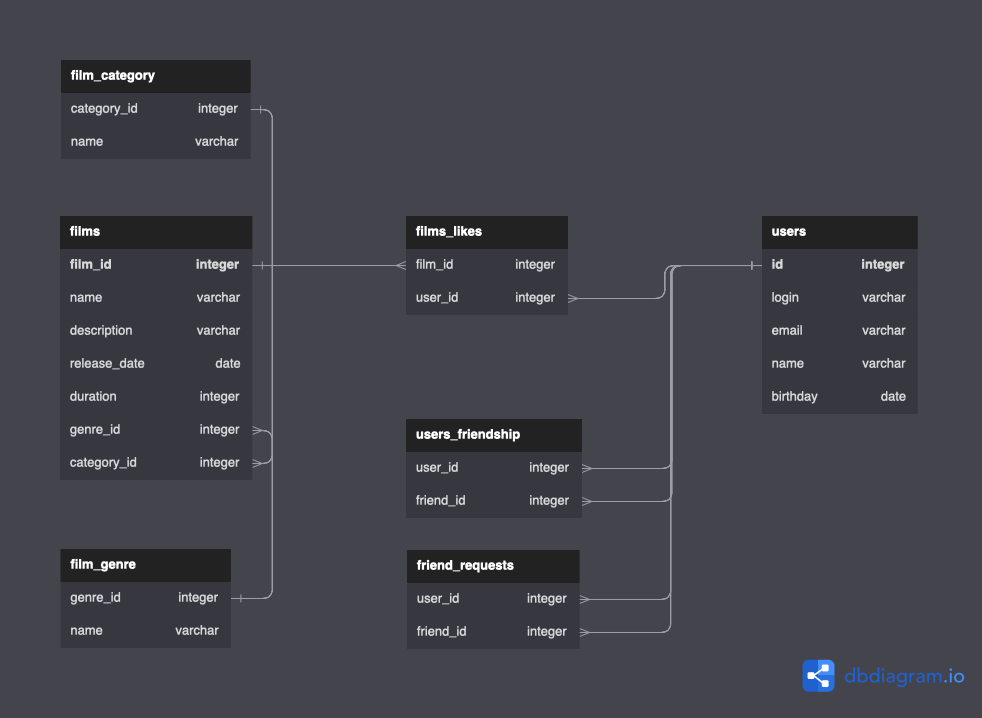 film_category
category_id integer
name varchar
films
film_id integer
name varchar
description varchar
release_date date
duration integer
genre_id integer
category_id integer
film_genre
genre_id integer
name varchar
films_likes
film_id integer
user_id integer
users_friendship
user_id integer
friend_id integer
friend_requests
user_id integer
friend_id integer
users
id integer
login varchar
email varchar
name varchar
birthday date
dbdiagram.io